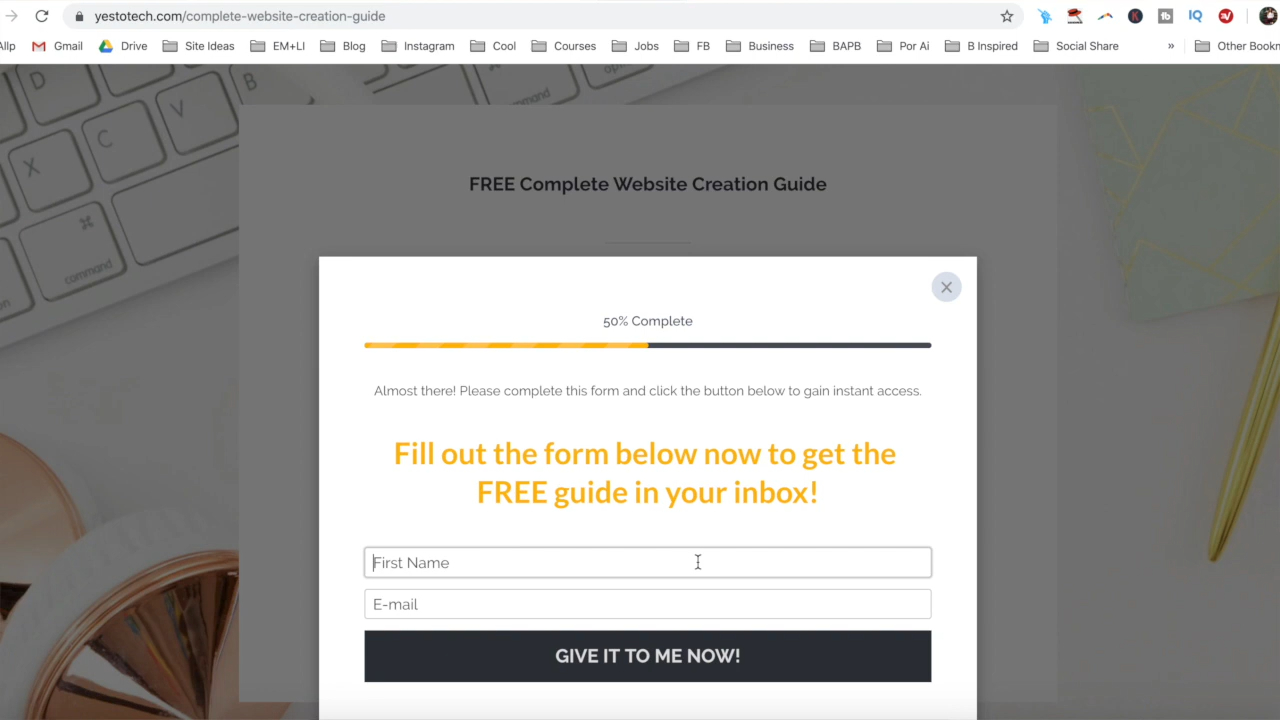 yestotech.com/complete-website-creation-guide
Allp Gmail Drive Site Ideas EM+LI Blog Instagram Cool Courses Jobs FB Business BAPB Por Ai B Inspired Social Share » Other Bookm
D
B
V
C
X
command
command
FREE Complete Website Creation Guide
50% Complete
Almost there! Please complete this form and click the button below to gain instant access.
Fill out the form below now to get the
FREE guide in your inbox!
First Name
E-mail
GIVE IT TO ME NOW!